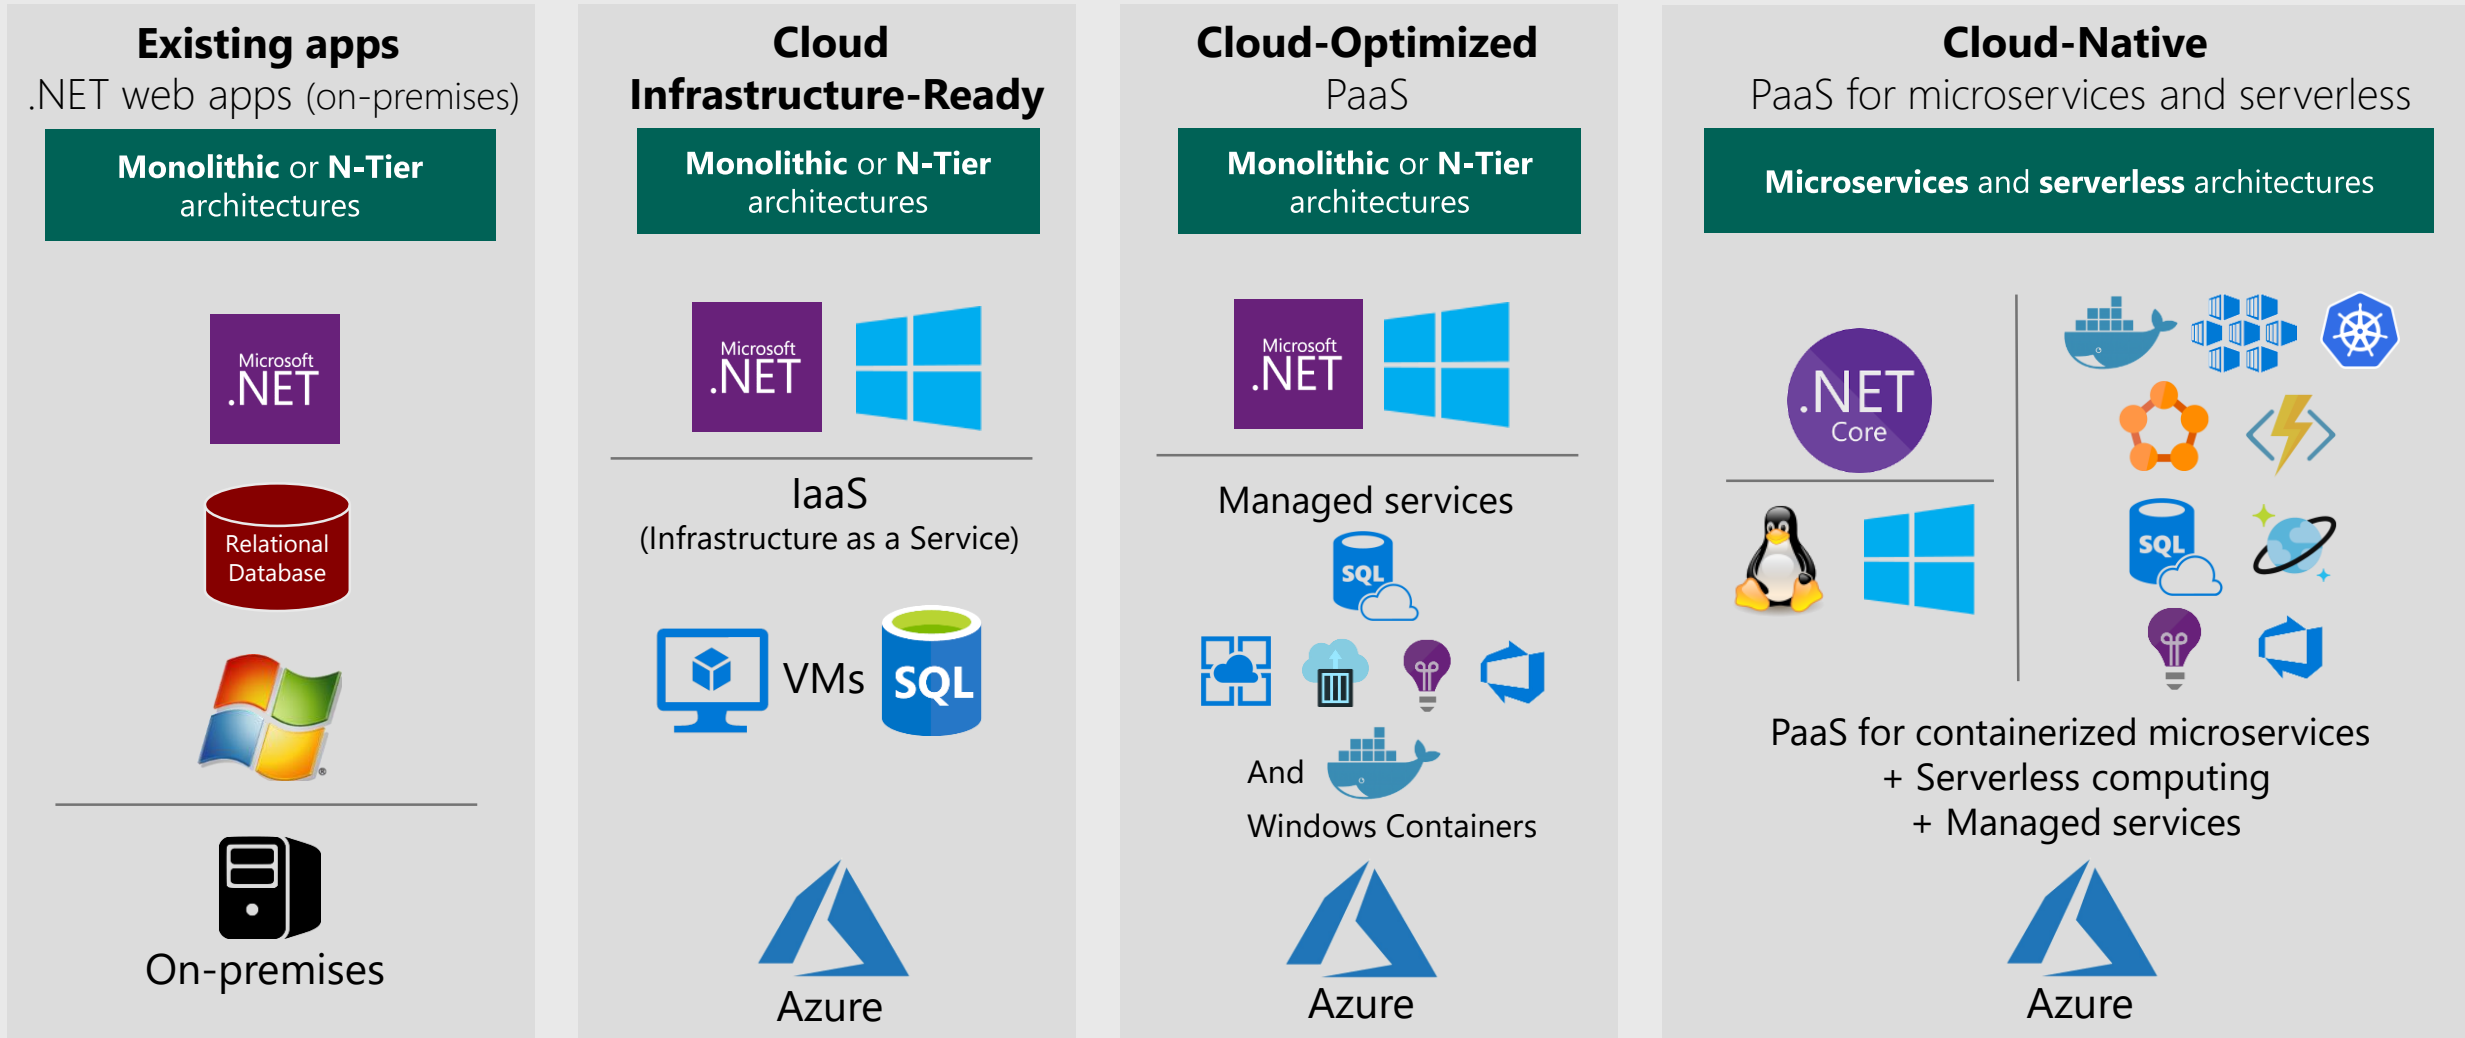 Existing apps
.NET web apps (on-premises)
Monolithic or N-Tier
architectures
Microsoft
.NET
Relational
Database
®
On-premises
Cloud
Infrastructure-Ready
Monolithic or N-Tier
architectures
Microsoft
.NET
IaaS
(Infrastructure as a Service)
VMs
SQL
Azure
Cloud-Optimized
PaaS
Monolithic or N-Tier
architectures
Microsoft
.NET
Managed services
SQL
And
Windows Containers
Azure
Cloud-Native
PaaS for microservices and serverless
Microservices and serverless architectures
.NET
Core
SQL
PaaS for containerized microservices
+ Serverless computing
+ Managed services
Azure